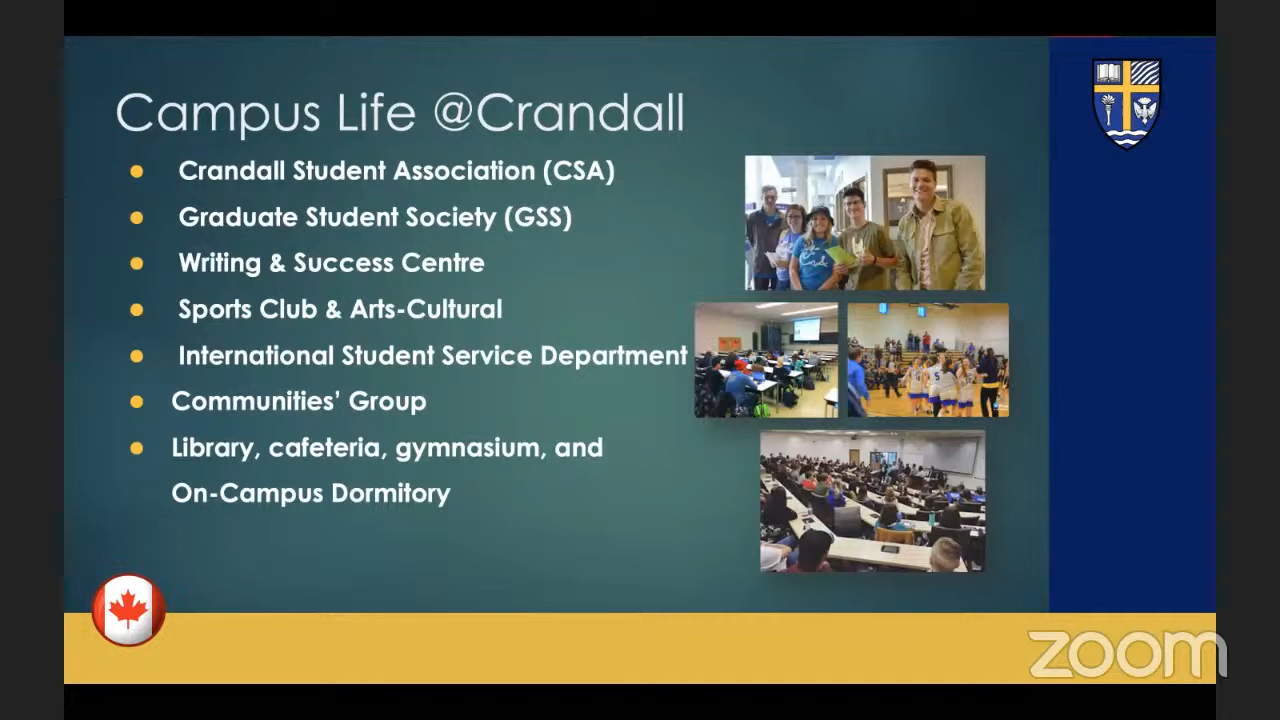 Campus Life @Crandall
Crandall Student Association (CSA)
Graduate Student Society (GSS)
Writing & Success Centre
Sports Club & Arts-Cultural
International Student Service Department
Communities’ Group
Library, cafeteria, gymnasium, and
On-Campus Dormitory
zoom